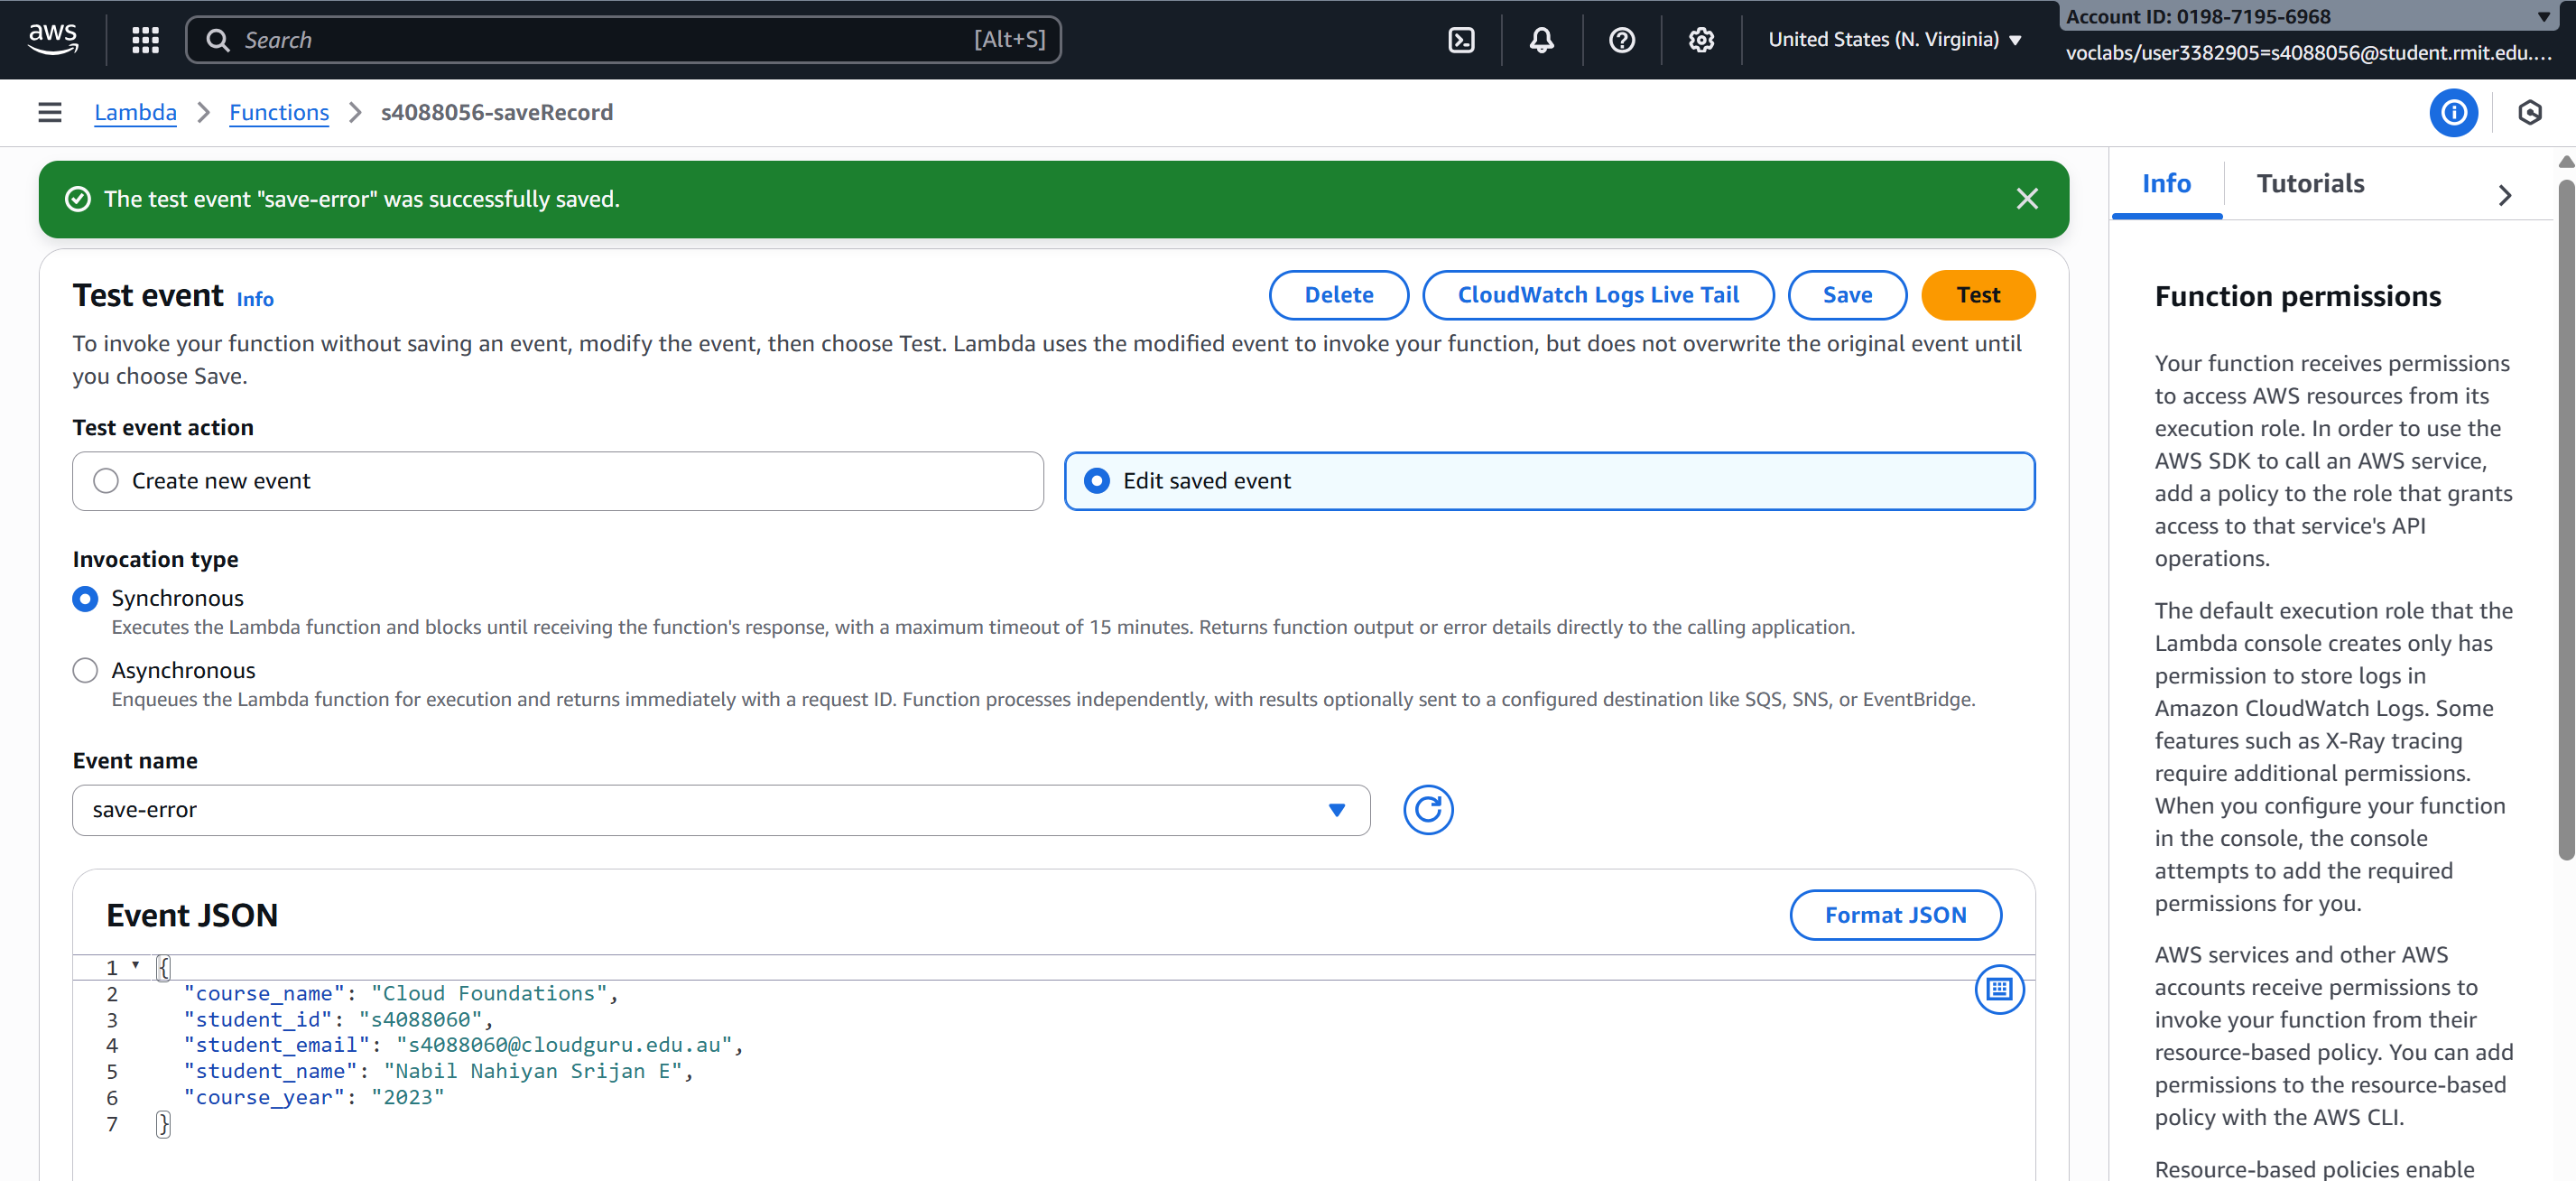 aws
Search
[Alt+S]
United States (N. Virginia)
Account ID: 0198-7195-6968
voclabs/user3382905=s4088056@student.rmit.edu....
Lambda
Functions
s4088056-saveRecord
The test event "save-error" was successfully saved.
Test event
Info
Delete
CloudWatch Logs Live Tail
Save
Test
To invoke your function without saving an event, modify the event, then choose Test. Lambda uses the modified event to invoke your function, but does not overwrite the original event until
you choose Save.
Test event action
Create new event
Edit saved event
Invocation type
Synchronous
Executes the Lambda function and blocks until receiving the function's response, with a maximum timeout of 15 minutes. Returns function output or error details directly to the calling application.
Asynchronous
Enqueues the Lambda function for execution and returns immediately with a request ID. Function processes independently, with results optionally sent to a configured destination like SQS, SNS, or EventBridge.
Event name
save-error
Event JSON
Format JSON
1 {
2 "course_name": "Cloud Foundations",
3 "student_id": "s4088060",
4 "student_email": "s4088060@cloudguru.edu.au",
5 "student_name": "Nabil Nahiyan Srijan E",
6 "course_year": "2023"
7 }
Info
Tutorials
Function permissions
Your function receives permissions
to access AWS resources from its
execution role. In order to use the
AWS SDK to call an AWS service,
add a policy to the role that grants
access to that service's API
operations.
The default execution role that the
Lambda console creates only has
permission to store logs in
Amazon CloudWatch Logs. Some
features such as X-Ray tracing
require additional permissions.
When you configure your function
in the console, the console
attempts to add the required
permissions for you.
AWS services and other AWS
accounts receive permissions to
invoke your function from their
resource-based policy. You can add
permissions to the resource-based
policy with the AWS CLI.
Resource-based policies enable